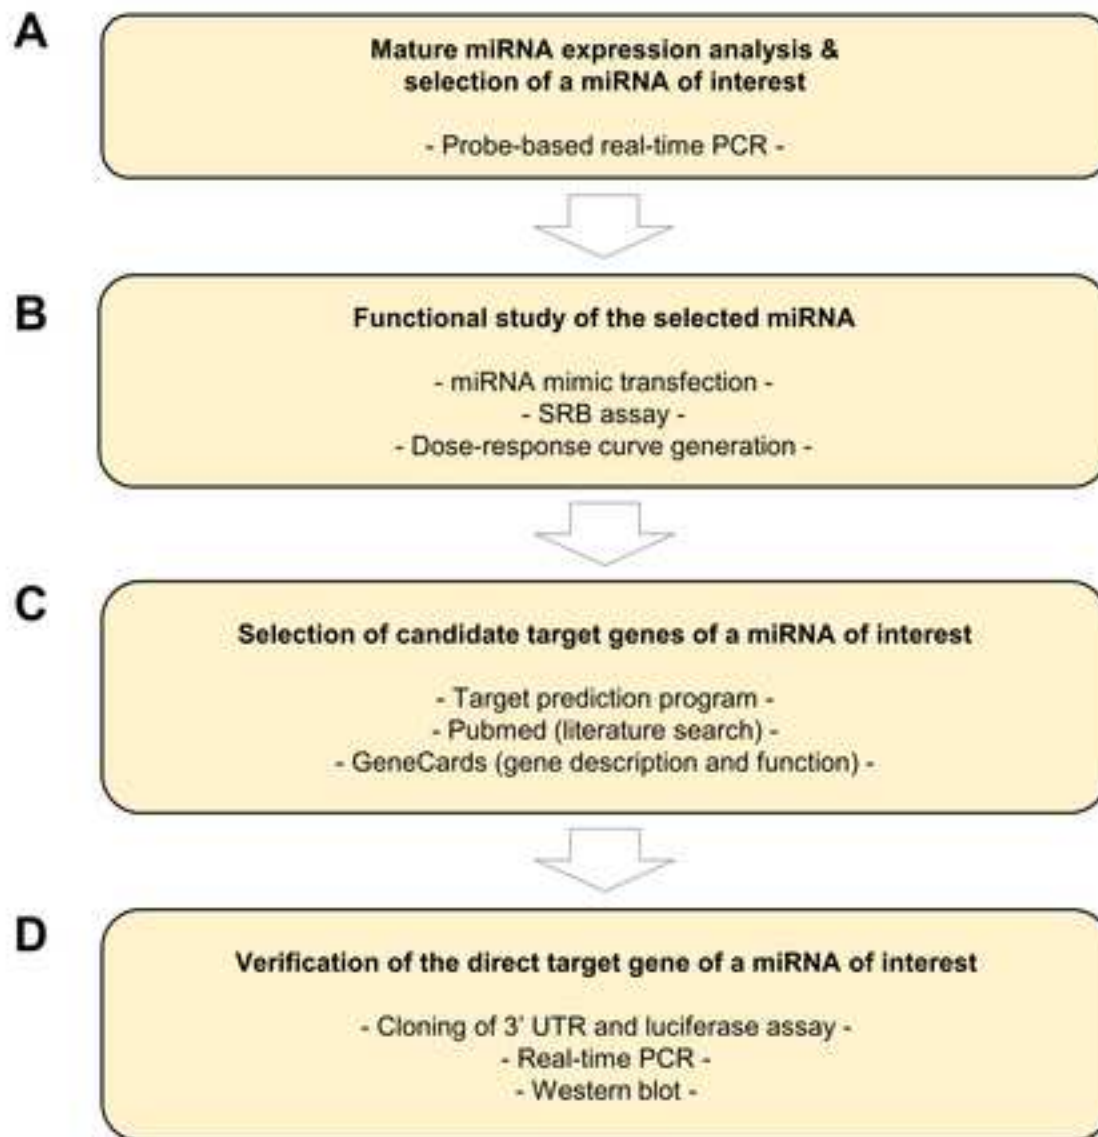 A
Mature miRNA expression analysis &
selection of a miRNA of interest
- Probe-based real-time PCR -
B
Functional study of the selected miRNA
- miRNA mimic transfection -
- SRB assay -
- Dose-response curve generation -
C
Selection of candidate target genes of a miRNA of interest
- Target prediction program -
- Pubmed (literature search) -
- GeneCards (gene description and function) -
D
Verification of the direct target gene of a miRNA of interest
- Cloning of 3' UTR and luciferase assay -
- Real-time PCR -
- Western blot -